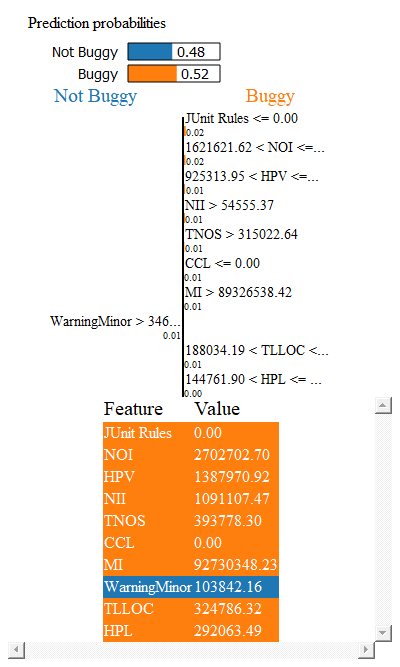 Prediction probabilities
Not Buggy 0.48
Buggy 0.52
Not Buggy Buggy
JUnit Rules <= 0.00
0.02
1621621.62 < NOI <=...
0.02
925313.95 < HPV <=...
0.01
NII > 54555.37
0.01
TNOS > 315022.64
0.01
CCL <= 0.00
0.01
MI > 89326538.42
0.01
WarningMinor > 346...
0.01
188034.19 < TLLOC <...
0.01
144761.90 < HPL <= ...
0.00
Feature Value
JUnit Rules 0.00
NOI 2702702.70
HPV 1387970.92
NII 1091107.47
TNOS 393778.30
CCL 0.00
MI 92730348.23
WarningMinor 103842.16
TLLOC 324786.32
HPL 292063.49